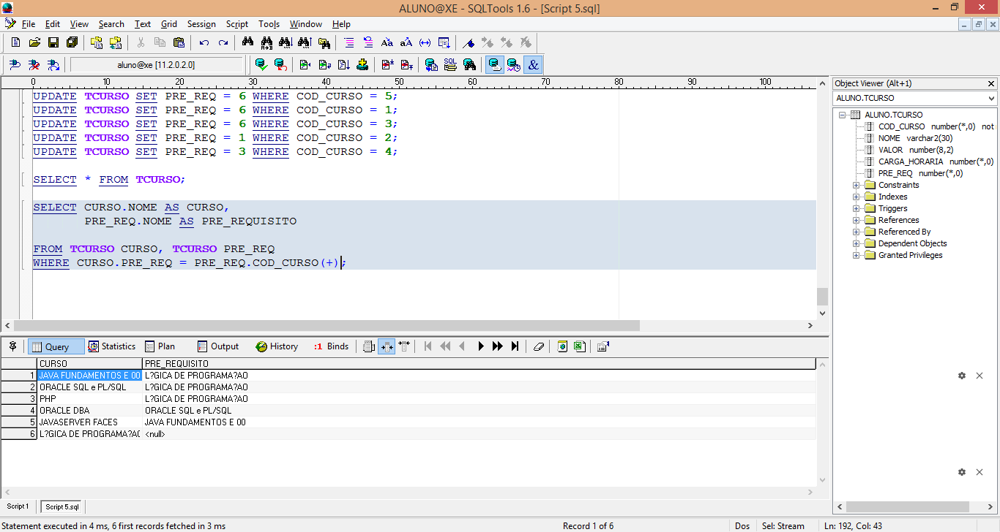 ALUNO@XE - SQLTools 1.6 - [Script 5.sql]
File Edit View Search Text Grid Session Script Tools Window Help
aluno@xe [11.2.0.2.0]
0 10 20 30 40 50 60 70 80 90 100
UPDATE TCURSO SET PRE_REQ = 6 WHERE COD_CURSO = 5;
UPDATE TCURSO SET PRE_REQ = 6 WHERE COD_CURSO = 1;
UPDATE TCURSO SET PRE_REQ = 6 WHERE COD_CURSO = 3;
UPDATE TCURSO SET PRE_REQ = 1 WHERE COD_CURSO = 2;
UPDATE TCURSO SET PRE_REQ = 3 WHERE COD_CURSO = 4;
SELECT * FROM TCURSO;
SELECT CURSO.NOME AS CURSO,
PRE_REQ.NOME AS PRE_REQUISITO
FROM TCURSO CURSO, TCURSO PRE_REQ
WHERE CURSO.PRE_REQ = PRE_REQ.COD_CURSO(+);
Object Viewer (Alt+1)
ALUNO.TCURSO
ALUNO.TCURSO
COD_CURSO number(*,0) not
NOME varchar2(30)
VALOR number(8,2)
CARGA_HORARIA number(*,0)
PRE_REQ number(*,0)
Constraints
Indexes
Triggers
References
Referenced By
Dependent Objects
Granted Privileges
Query Statistics Plan Output History :1 Binds
CURSO PRE_REQUISITO
1 JAVA FUNDAMENTOS E OO L?GICA DE PROGRAMA?AO
2 ORACLE SQL e PL/SQL L?GICA DE PROGRAMA?AO
3 PHP L?GICA DE PROGRAMA?AO
4 ORACLE DBA ORACLE SQL e PL/SQL
5 JAVASERVER FACES JAVA FUNDAMENTOS E OO
6 L?GICA DE PROGRAMA?AO <null>
Script 1 Script 5.sql
Statement executed in 4 ms, 6 first records fetched in 3 ms Record 1 of 6 Dos Sel: Stream Ln: 192, Col: 43